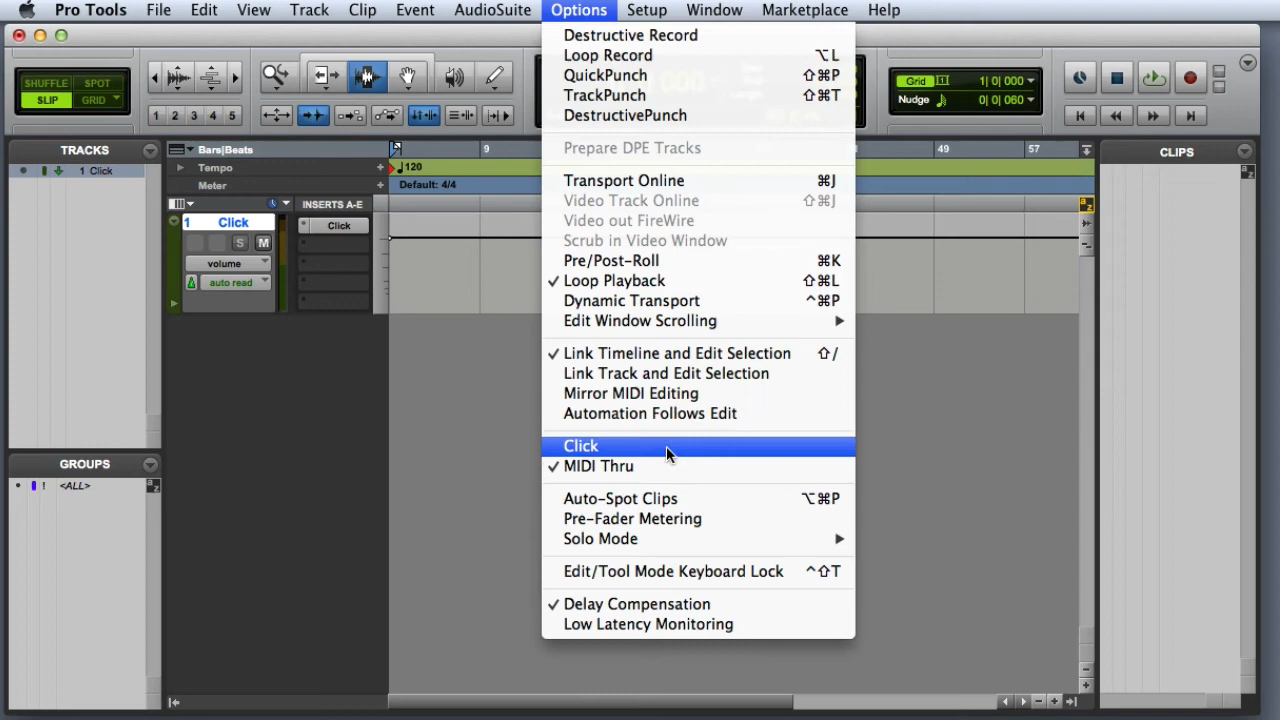 Pro Tools File Edit View Track Clip Event AudioSuite Options Setup Window Marketplace Help
SHUFFLE SPOT
SLIP GRID
1 2 3 4 5
Grid 1| 0| 000
Nudge 0| 0| 060
Destructive Record
Loop Record ⌥L
QuickPunch ⇧⌘P
TrackPunch ⇧⌘T
DestructivePunch
Prepare DPE Tracks
Transport Online ⌘J
Video Track Online ⇧⌘J
Video out FireWire
Scrub in Video Window
Pre/Post-Roll ⌘K
✓ Loop Playback ⇧⌘L
Dynamic Transport ^⌘P
Edit Window Scrolling
✓ Link Timeline and Edit Selection ⇧/
Link Track and Edit Selection
Mirror MIDI Editing
Automation Follows Edit
Click
✓ MIDI Thru
Auto-Spot Clips ⌥⌘P
Pre-Fader Metering
Solo Mode
Edit/Tool Mode Keyboard Lock ^⇧T
✓ Delay Compensation
Low Latency Monitoring
TRACKS
1 Click
GROUPS
! <ALL>
Bars|Beats 9 49 57
Tempo 120
Meter Default: 4/4
INSERTS A-E
1 Click
Click
S M
volume
auto read
CLIPS